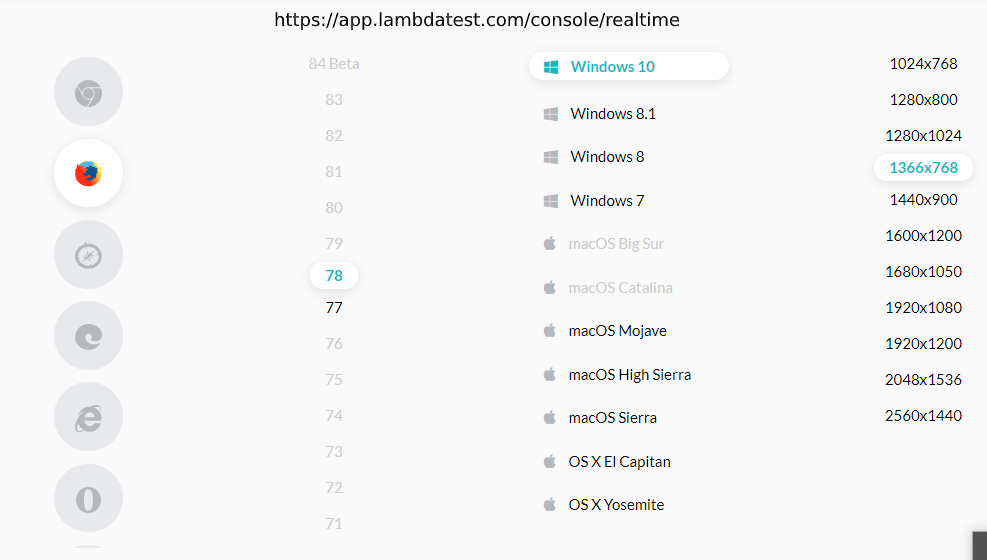 https://app.lambdatest.com/console/realtime
84 Beta
83
82
81
80
79
78
77
76
75
74
73
72
71
Windows 10
Windows 8.1
Windows 8
Windows 7
macOS Big Sur
macOS Catalina
macOS Mojave
macOS High Sierra
macOS Sierra
OS X El Capitan
OS X Yosemite
1024x768
1280x800
1280x1024
1366x768
1440x900
1600x1200
1680x1050
1920x1080
1920x1200
2048x1536
2560x1440